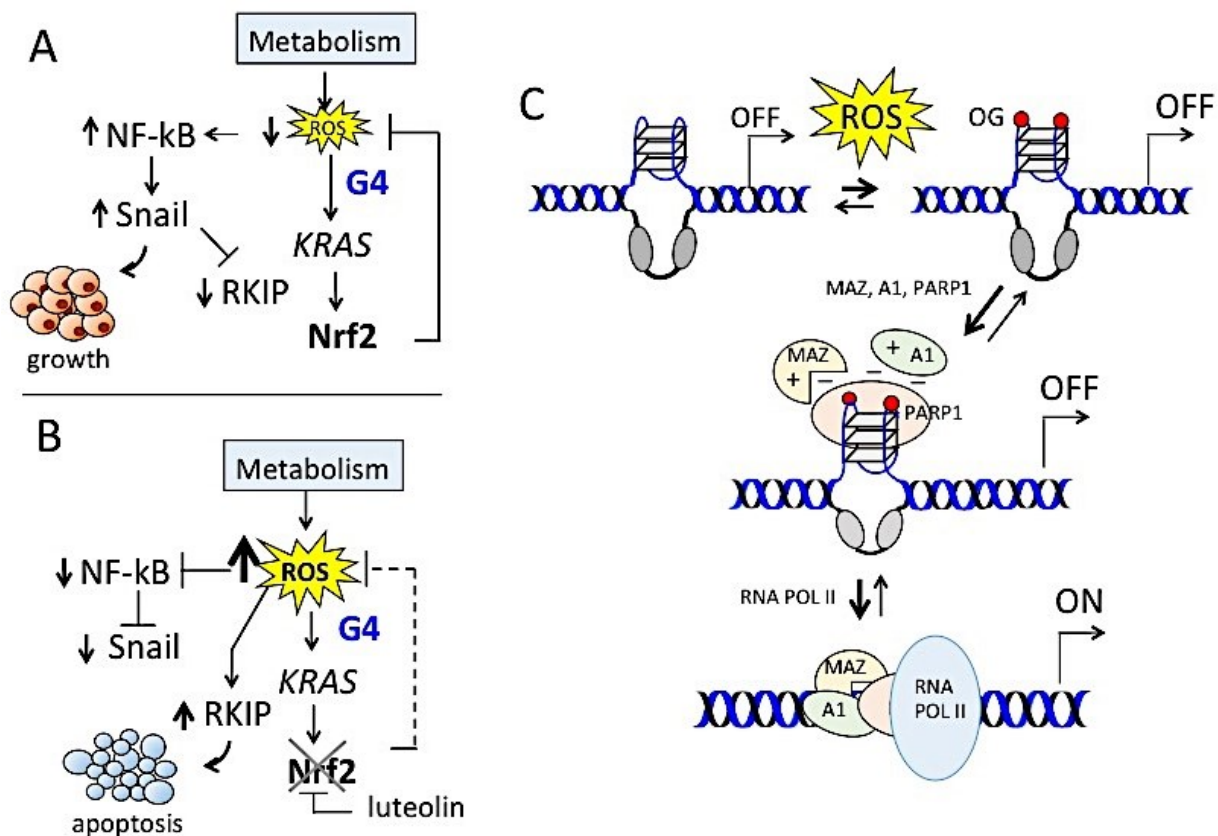 A
Metabolism
↑ NF-kB
↓ ROS
G4
↑ Snail
KRAS
↓ RKIP
Nrf2
growth
B
Metabolism
↓ NF-kB
↑ ROS
G4
↓ Snail
KRAS
↑ RKIP
Nrf2
luteolin
apoptosis
C
OFF
ROS
OG
OFF
MAZ, A1, PARP1
MAZ
+
+ A1
− − − −
PARP1
OFF
RNA POL II
ON
MAZ
A1
RNA
POL II